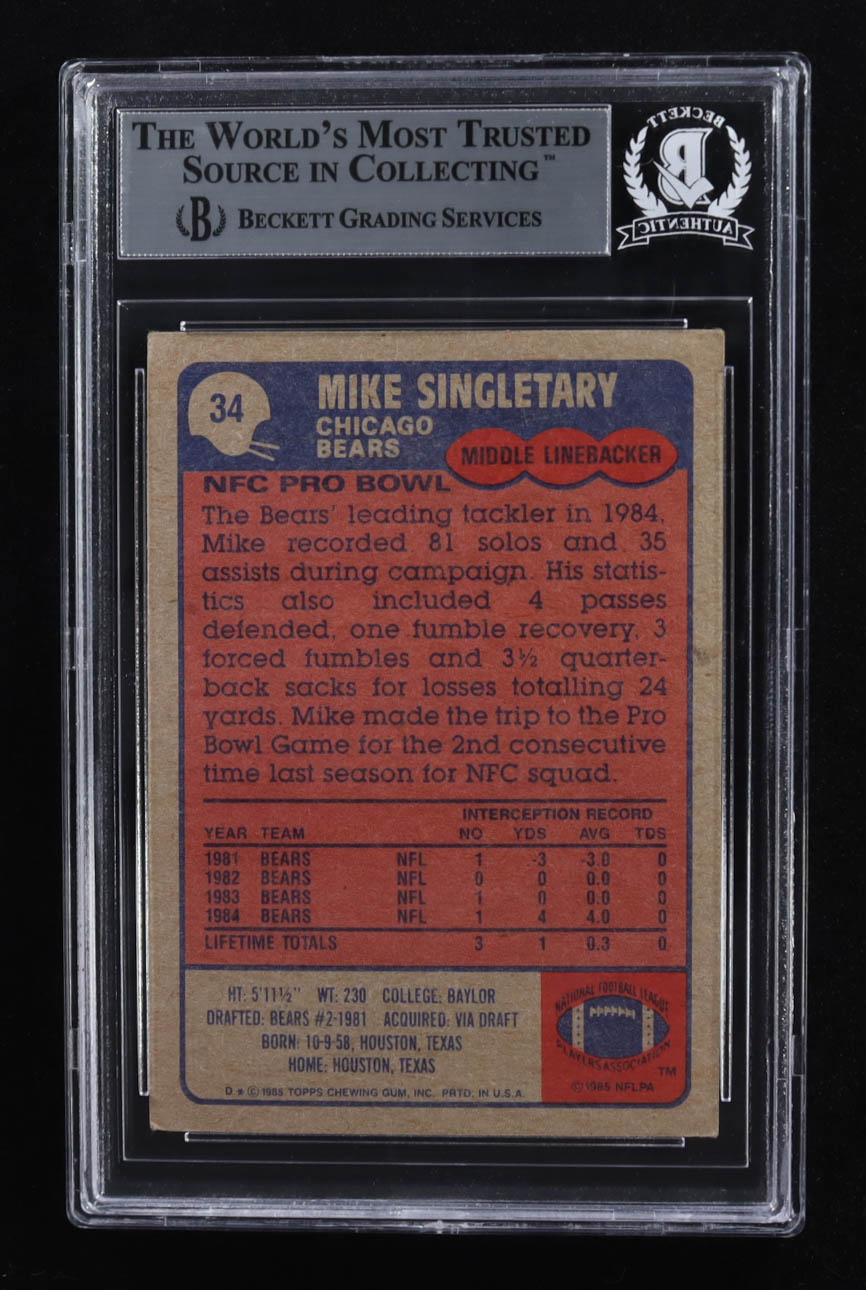 THE WORLD'S MOST TRUSTED
SOURCE IN COLLECTING™
B BECKETT GRADING SERVICES
BECKETT
B
AUTHENTIC
34
MIKE SINGLETARY
CHICAGO
BEARS
MIDDLE LINEBACKER
NFC PRO BOWL
The Bears' leading tackler in 1984,
Mike recorded 81 solos and 35
assists during campaign. His statis-
tics also included 4 passes
defended, one fumble recovery, 3
forced fumbles and 3½ quarter-
back sacks for losses totalling 24
yards. Mike made the trip to the Pro
Bowl Game for the 2nd consecutive
time last season for NFC squad.
INTERCEPTION RECORD
YEAR TEAM NO YDS AVG TDS
1981 BEARS NFL 1 -3 -3.0 0
1982 BEARS NFL 0 0 0.0 0
1983 BEARS NFL 1 0 0.0 0
1984 BEARS NFL 1 4 4.0 0
LIFETIME TOTALS 3 1 0.3 0
HT: 5'11½" WT: 230 COLLEGE: BAYLOR
DRAFTED: BEARS #2-1981 ACQUIRED: VIA DRAFT
BORN: 10-9-58, HOUSTON, TEXAS
HOME: HOUSTON, TEXAS
D * © 1985 TOPPS CHEWING GUM, INC. PRTD. IN U.S.A.
NATIONAL FOOTBALL LEAGUE
PLAYERS ASSOCIATION
TM
© 1985 NFLPA